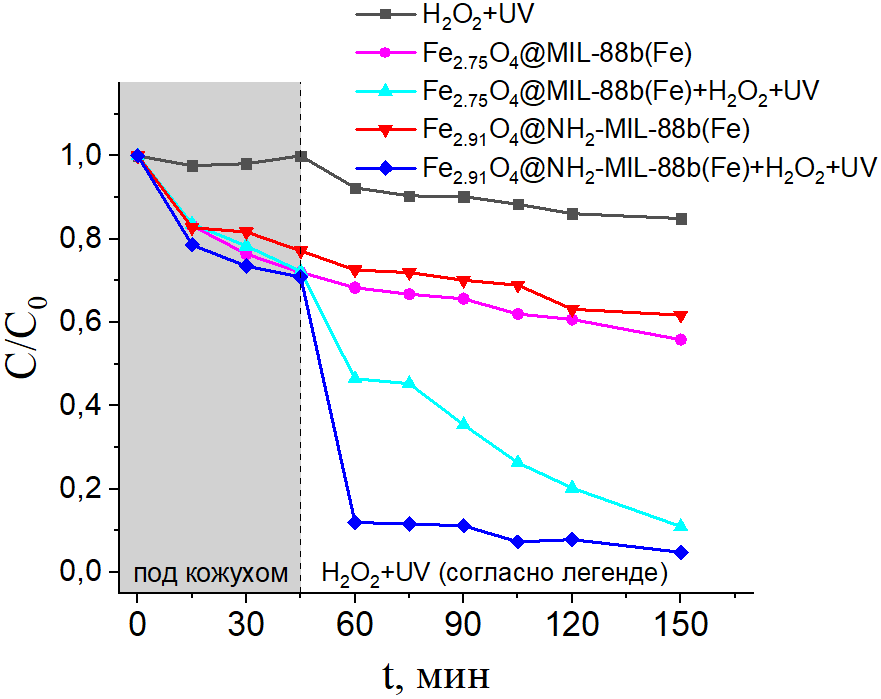 H₂O₂+UV
Fe₂.₇₅O₄@MIL-88b(Fe)
Fe₂.₇₅O₄@MIL-88b(Fe)+H₂O₂+UV
Fe₂.₉₁O₄@NH₂-MIL-88b(Fe)
Fe₂.₉₁O₄@NH₂-MIL-88b(Fe)+H₂O₂+UV
C/C₀
1,0
0,8
0,6
0,4
0,2
0,0
под кожухом
H₂O₂+UV (согласно легенде)
0 30 60 90 120 150
t, мин